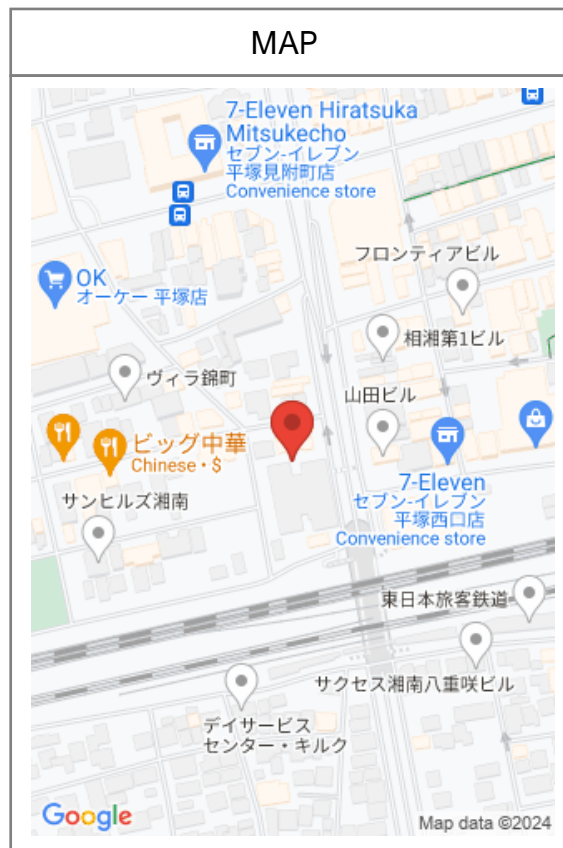 MAP
7-Eleven Hiratsuka
Mitsukecho
セブン-イレブン
平塚見附町店
Convenience store
フロンティアビル
OK
オーケー 平塚店
相湘第1ビル
ヴィラ錦町
山田ビル
ビッグ中華
Chinese • $
7-Eleven
セブン-イレブン
平塚西口店
Convenience store
サンヒルズ湘南
東日本旅客鉄道
サクセス湘南八重咲ビル
デイサービス
センター・キルク
Google
Map data ©2024